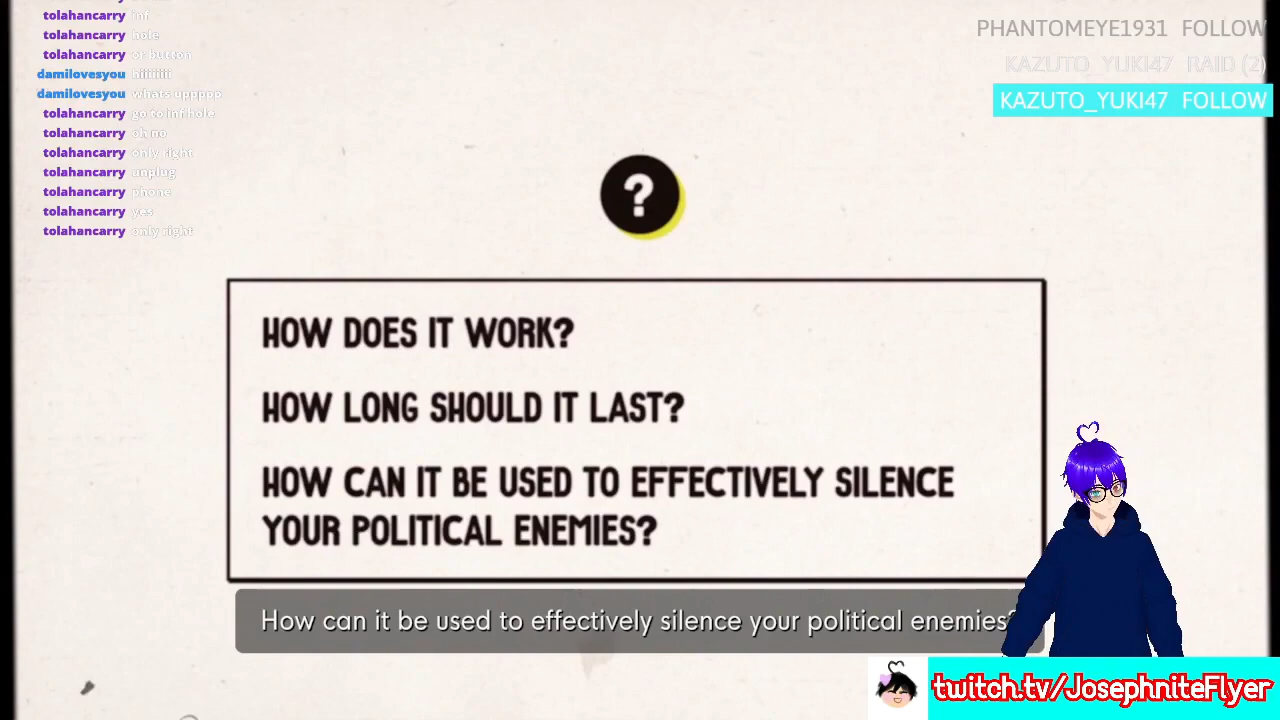 tolahancarry inf
tolahancarry hole
tolahancarry or button
damilovesyou hiiiiiii
damilovesyou whats uppppp
tolahancarry go to inf hole
tolahancarry oh no
tolahancarry only right
tolahancarry unplug
tolahancarry phone
tolahancarry yes
tolahancarry only right
PHANTOMEYE1931 FOLLOW
KAZUTO_YUKI47 RAID (2)
KAZUTO_YUKI47 FOLLOW
?
HOW DOES IT WORK?
HOW LONG SHOULD IT LAST?
HOW CAN IT BE USED TO EFFECTIVELY SILENCE
YOUR POLITICAL ENEMIES?
How can it be used to effectively silence your political enemies?
twitch.tv/JosephniteFlyer